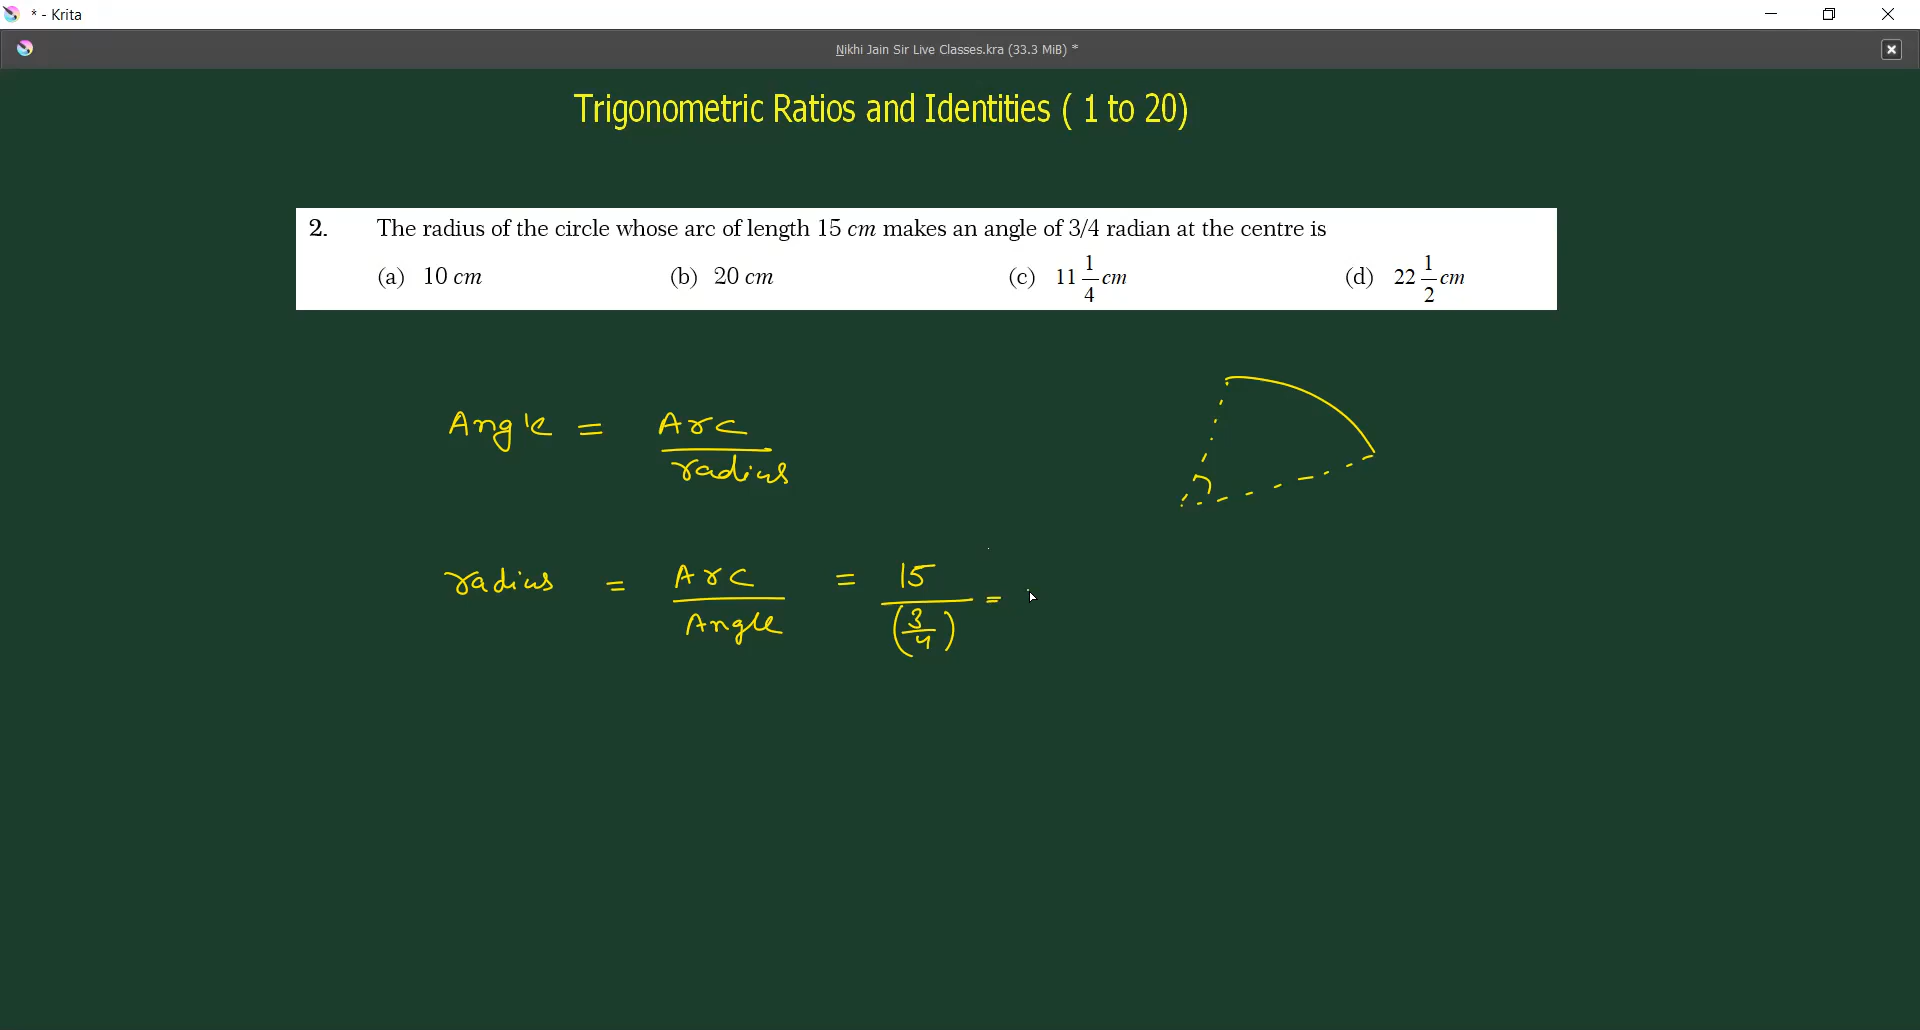 * - Krita
Nikhi Jain Sir Live Classes.kra (33.3 MiB) *
Trigonometric Ratios and Identities ( 1 to 20)
2. The radius of the circle whose arc of length 15 cm makes an angle of 3/4 radian at the centre is
(a) 10 cm (b) 20 cm (c) 11 1/4 cm (d) 22 1/2 cm
Angle = Arc / radius
radius = Arc / Angle = 15 / (3/4) =